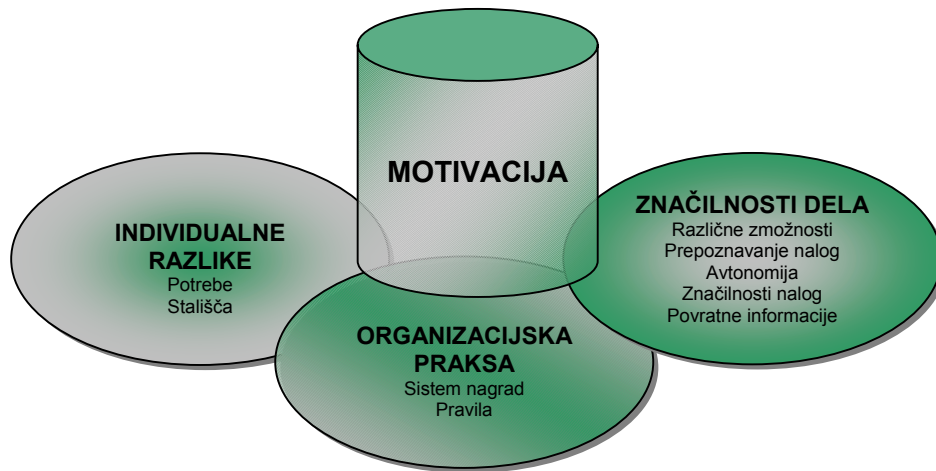 MOTIVACIJA
INDIVIDUALNE
RAZLIKE
Potrebe
Stališča
ORGANIZACIJSKA
PRAKSA
Sistem nagrad
Pravila
ZNAČILNOSTI DELA
Različne zmožnosti
Prepoznavanje nalog
Avtonomija
Značilnosti nalog
Povratne informacije